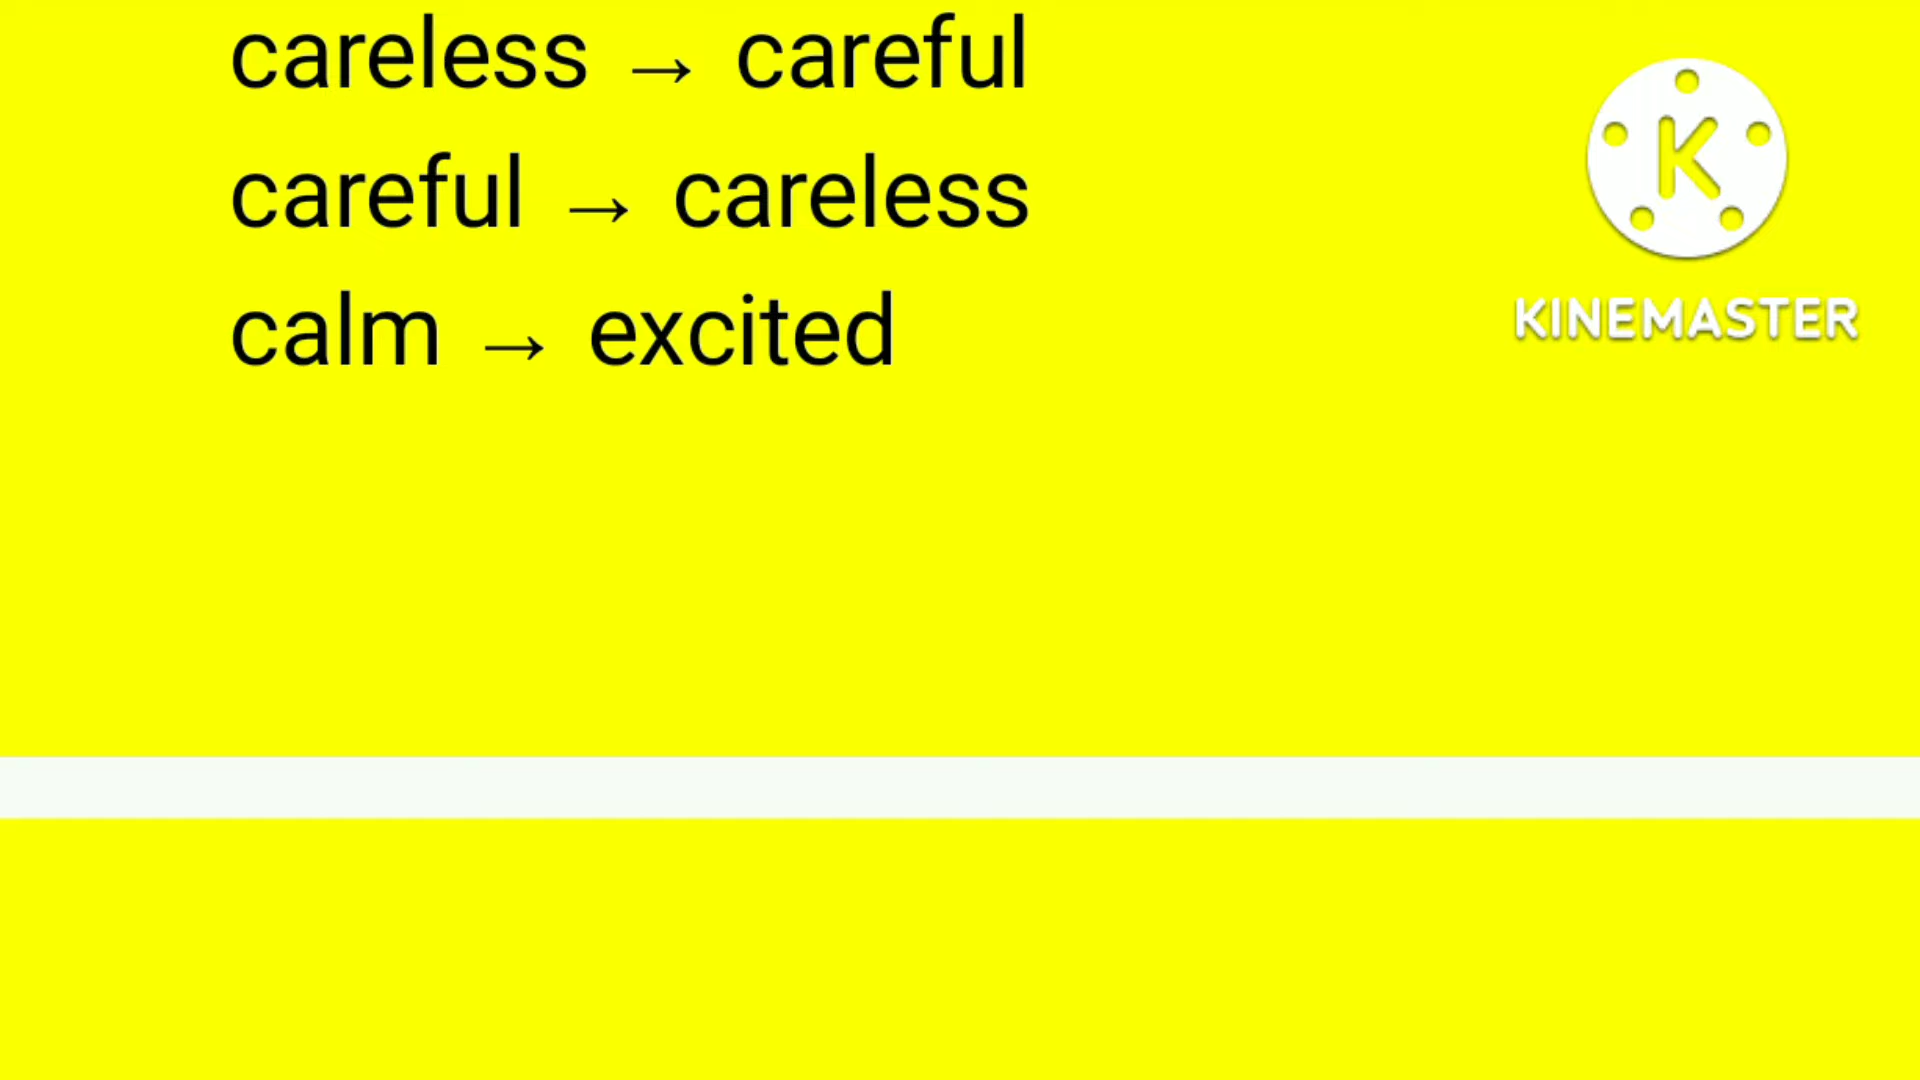 careless → careful
careful → careless
calm → excited
K
KINEMASTER